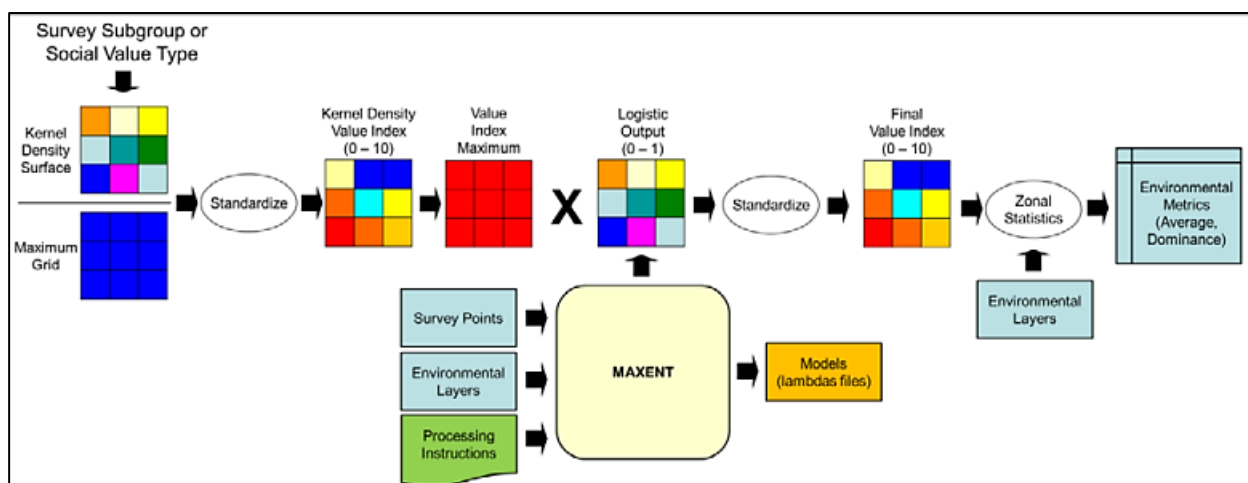 Survey Subgroup or
Social Value Type
Kernel
Density
Surface
Maximum
Grid
Standardize
Kernel Density
Value Index
(0 – 10)
Value
Index
Maximum
X
Logistic
Output
(0 – 1)
Standardize
Final
Value Index
(0 – 10)
Zonal
Statistics
Environmental
Metrics
(Average,
Dominance)
Environmental
Layers
Survey Points
Environmental
Layers
Processing
Instructions
MAXENT
Models
(lambdas files)